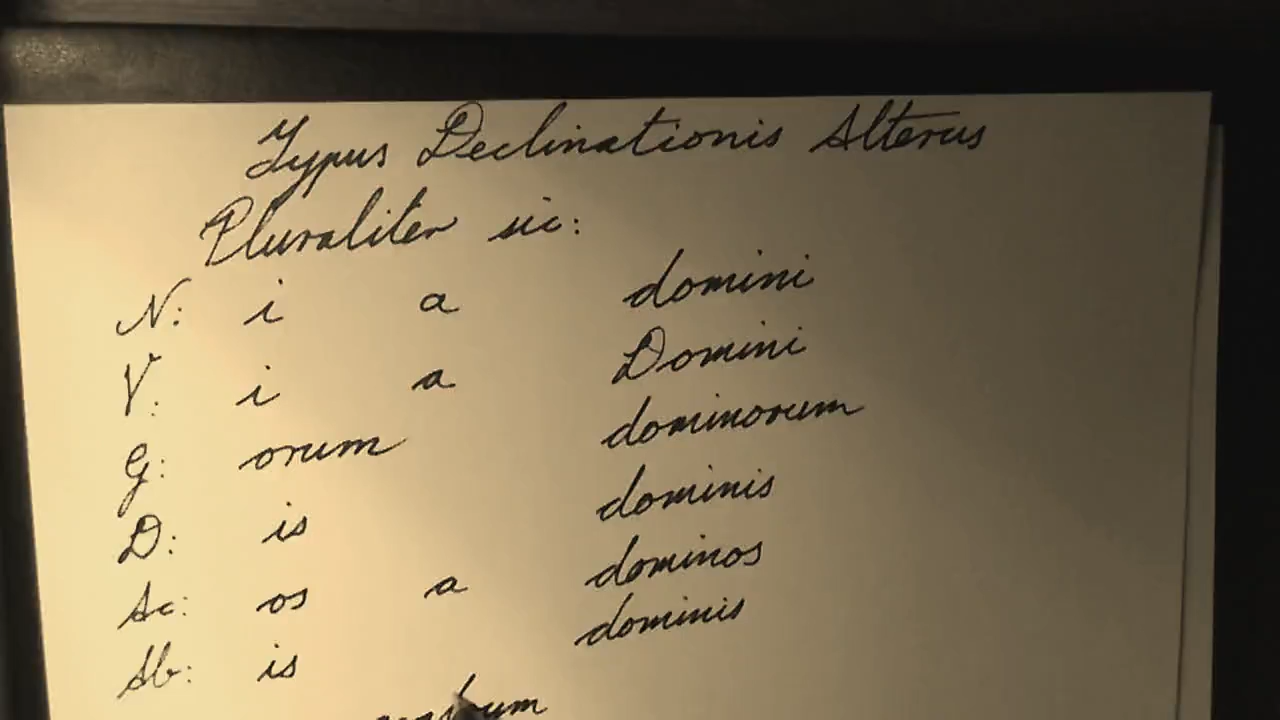 Typus Declinationis Alterus
Pluraliter sic:
N: i a domini
V: i a Domini
G: orum dominorum
D: is dominis
Ac: os a dominos
Ab: is dominis